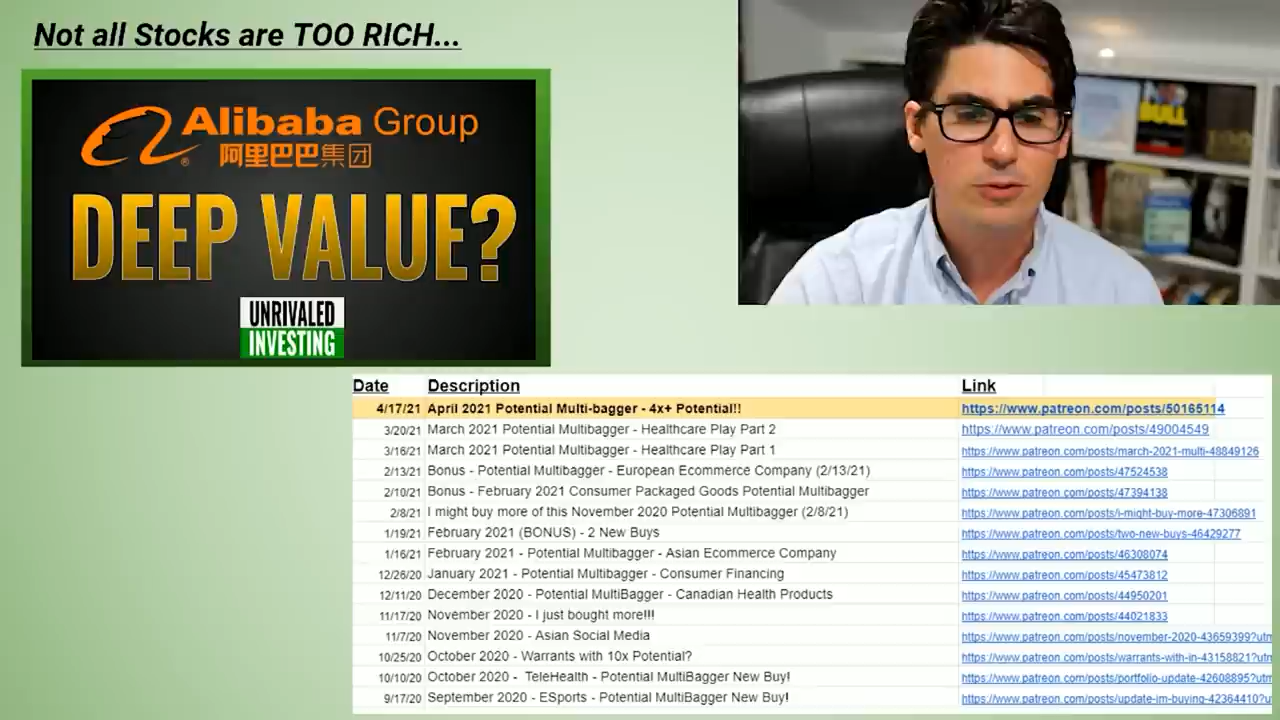 Not all Stocks are TOO RICH...
Alibaba Group
阿里巴巴集团
DEEP VALUE?
UNRIVALED
INVESTING
BULL
100
Date Description Link
4/17/21 April 2021 Potential Multi-bagger - 4x+ Potential!! https://www.patreon.com/posts/50165114
3/20/21 March 2021 Potential Multibagger - Healthcare Play Part 2 https://www.patreon.com/posts/49004549
3/16/21 March 2021 Potential Multibagger - Healthcare Play Part 1 https://www.patreon.com/posts/march-2021-multi-48849126
2/13/21 Bonus - Potential Multibagger - European Ecommerce Company (2/13/21) https://www.patreon.com/posts/47524538
2/10/21 Bonus - February 2021 Consumer Packaged Goods Potential Multibagger https://www.patreon.com/posts/47394138
2/8/21 I might buy more of this November 2020 Potential Multibagger (2/8/21) https://www.patreon.com/posts/i-might-buy-more-47306891
1/19/21 February 2021 (BONUS) - 2 New Buys https://www.patreon.com/posts/two-new-buys-46429277
1/16/21 February 2021 - Potential Multibagger - Asian Ecommerce Company https://www.patreon.com/posts/46308074
12/26/20 January 2021 - Potential Multibagger - Consumer Financing https://www.patreon.com/posts/45473812
12/11/20 December 2020 - Potential MultiBagger - Canadian Health Products https://www.patreon.com/posts/44950201
11/17/20 November 2020 - I just bought more!!! https://www.patreon.com/posts/44021833
11/7/20 November 2020 - Asian Social Media https://www.patreon.com/posts/november-2020-43659399?utm
10/25/20 October 2020 - Warrants with 10x Potential? https://www.patreon.com/posts/warrants-with-in-43158821?utm
10/10/20 October 2020 - TeleHealth - Potential MultiBagger New Buy! https://www.patreon.com/posts/portfolio-update-42608895?utm
9/17/20 September 2020 - ESports - Potential MultiBagger New Buy! https://www.patreon.com/posts/update-im-buying-42364410?u